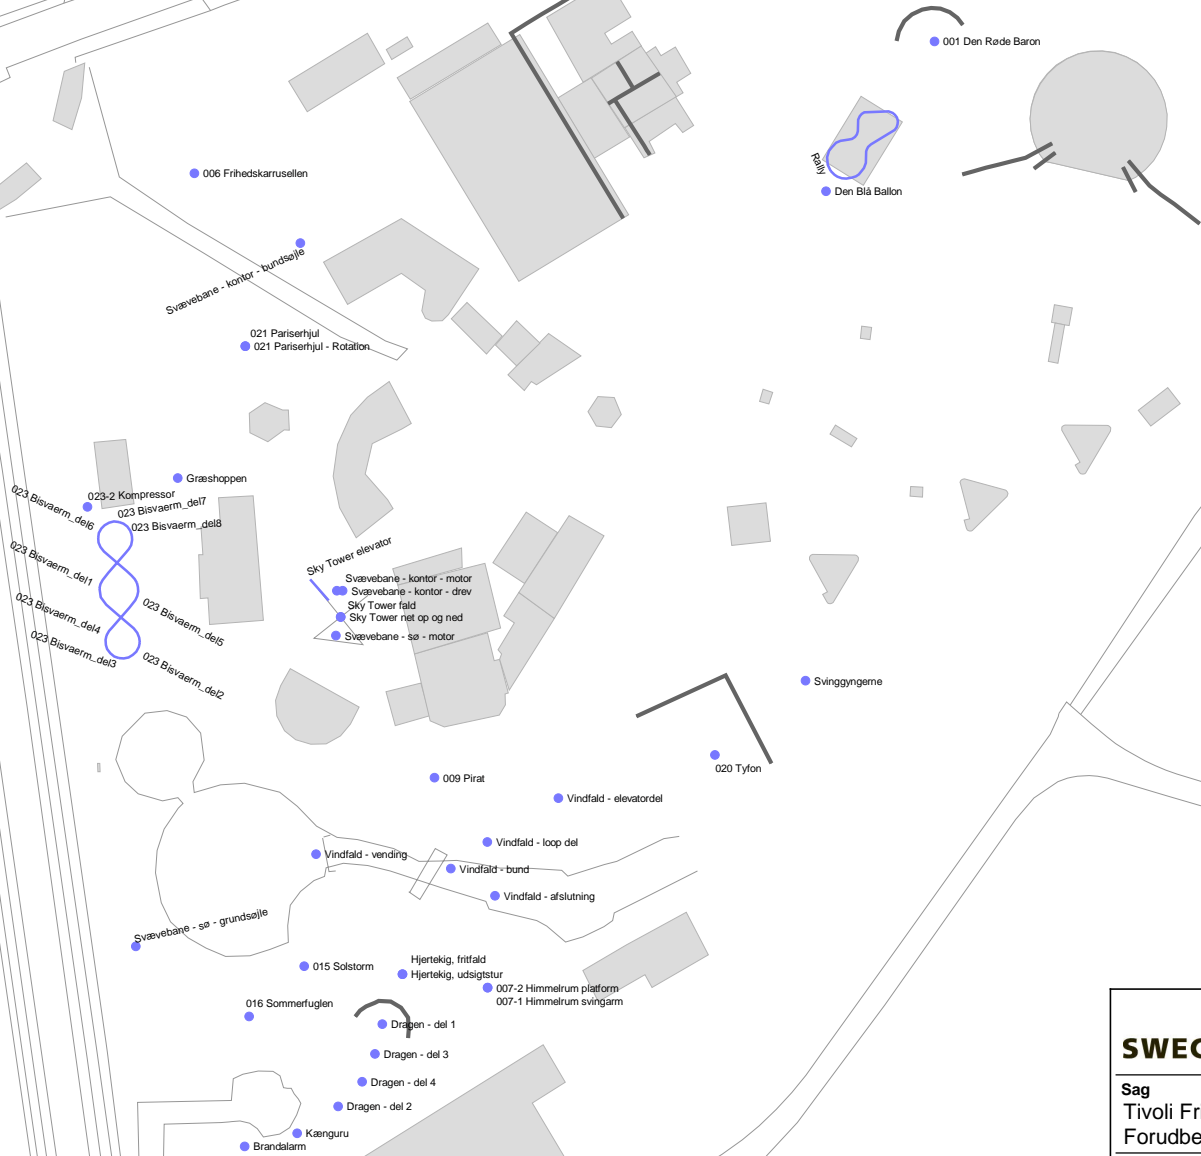 001 Den Røde Baron
Rally
Den Blå Ballon
006 Frihedskarrusellen
Svævebane - kontor - bundsøjle
021 Pariserhjul
021 Pariserhjul - Rotation
Græshoppen
023-2 Kompressor
023 Bisvaerm_del6
023 Bisvaerm_del7
023 Bisvaerm_del8
023 Bisvaerm_del1
023 Bisvaerm_del4
023 Bisvaerm_del5
023 Bisvaerm_del3
023 Bisvaerm_del2
Sky Tower elevator
Svævebane - kontor - motor
Svævebane - kontor - drev
Sky Tower fald
Sky Tower net op og ned
Svævebane - sø - motor
Svinggyngerne
020 Tyfon
009 Pirat
Vindfald - elevatordel
Vindfald - loop del
Vindfald - vending
Vindfald - bund
Vindfald - afslutning
Svævebane - sø - grundsøjle
Hjertekig, fritfald
015 Solstorm
Hjertekig, udsigtstur
007-2 Himmelrum platform
007-1 Himmelrum svingarm
016 Sommerfuglen
Dragen - del 1
Dragen - del 3
Dragen - del 4
Dragen - del 2
Kænguru
Brandalarm
SWEC
Sag
Tivoli Fri
Forudbe